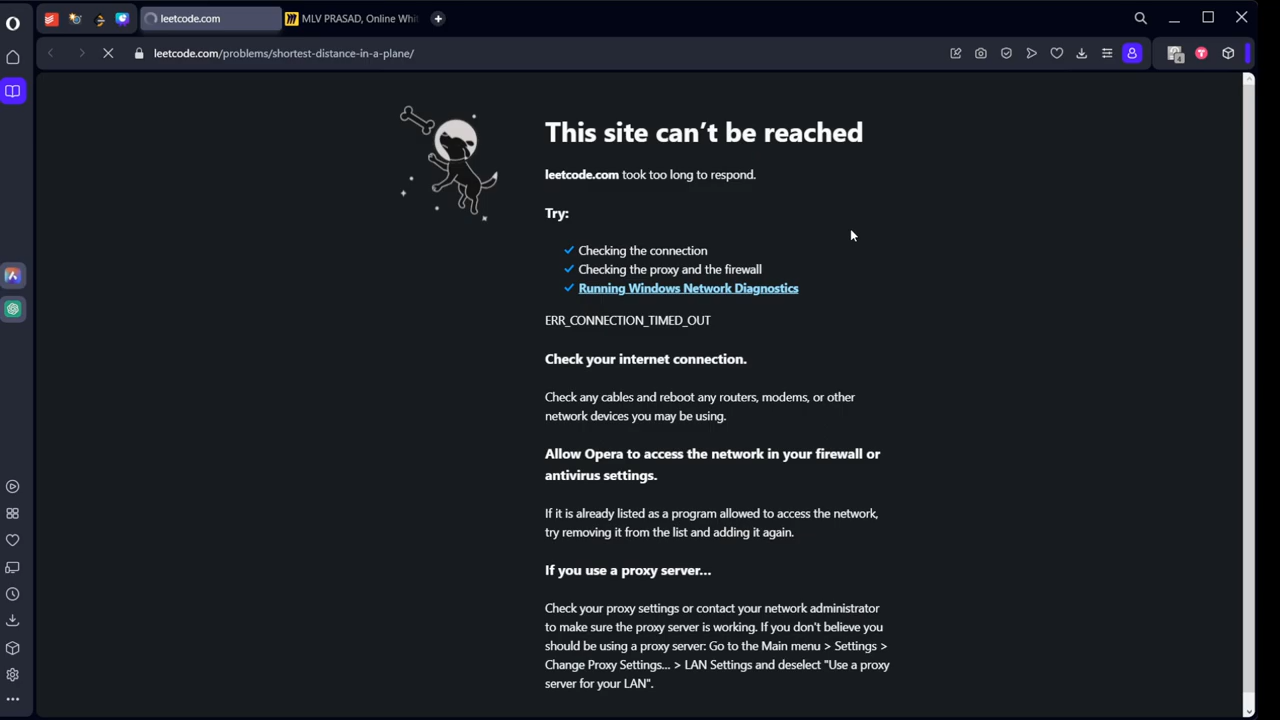 leetcode.com
MLV PRASAD, Online Whi
leetcode.com/problems/shortest-distance-in-a-plane/
This site can’t be reached
leetcode.com took too long to respond.
Try:
Checking the connection
Checking the proxy and the firewall
Running Windows Network Diagnostics
ERR_CONNECTION_TIMED_OUT
Check your internet connection.
Check any cables and reboot any routers, modems, or other
network devices you may be using.
Allow Opera to access the network in your firewall or
antivirus settings.
If it is already listed as a program allowed to access the network,
try removing it from the list and adding it again.
If you use a proxy server...
Check your proxy settings or contact your network administrator
to make sure the proxy server is working. If you don't believe you
should be using a proxy server: Go to the Main menu > Settings >
Change Proxy Settings... > LAN Settings and deselect "Use a proxy
server for your LAN".